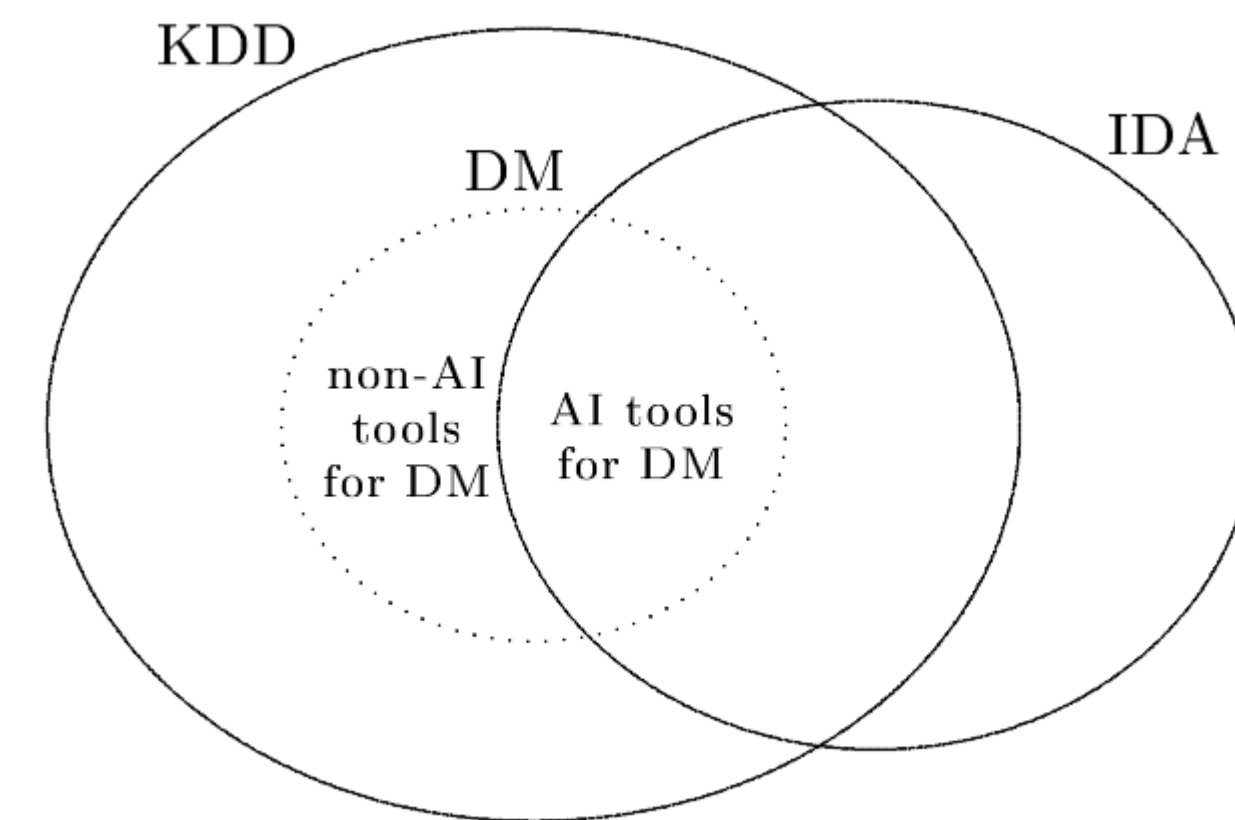 KDD
IDA
DM
non-AI
tools
for DM
AI tools
for DM